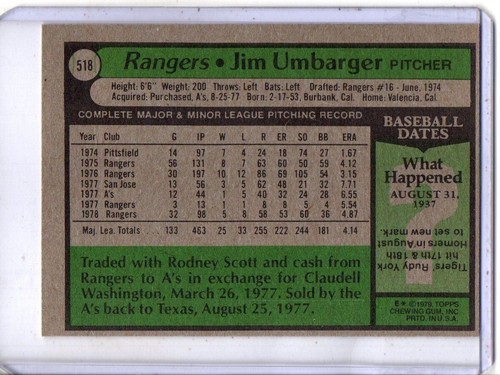 518
Rangers • Jim Umbarger PITCHER
Height: 6'6" Weight: 200 Throws: Left Bats: Left Drafted: Rangers #16 - June, 1974
Acquired: Purchased, A's, 8-25-77 Born: 2-17-53, Burbank, Cal. Home: Valencia, Cal.
COMPLETE MAJOR & MINOR LEAGUE PITCHING RECORD
Year Club G IP W L R ER SO BB ERA
1974 Pittsfield 14 97 7 4 24 18 74 27 1.67
1975 Rangers 56 131 8 7 63 60 50 59 4.12
1976 Rangers 30 197 10 12 86 69 105 54 3.15
1977 San Jose 13 56 3 5 62 48 21 32 7.71
1977 A's 12 44 1 5 40 32 24 28 6.55
1977 Rangers 3 13 1 1 8 8 5 4 5.54
1978 Rangers 32 98 5 8 58 53 60 36 4.87
Maj. Lea. Totals 133 463 25 33 255 222 244 181 4.14
Traded with Rodney Scott and cash from
Rangers to A's in exchange for Claudell
Washington, March 26, 1977. Sold by the
A's back to Texas, August 25, 1977.
BASEBALL
DATES
What
Happened
AUGUST 31,
1937
?
Tigers Rudy York
hit 17th & 18th
Homers in August
to set new mark
B* © 1979 TOPPS
CHEWING GUM, INC
PRTD. IN U.S.A.